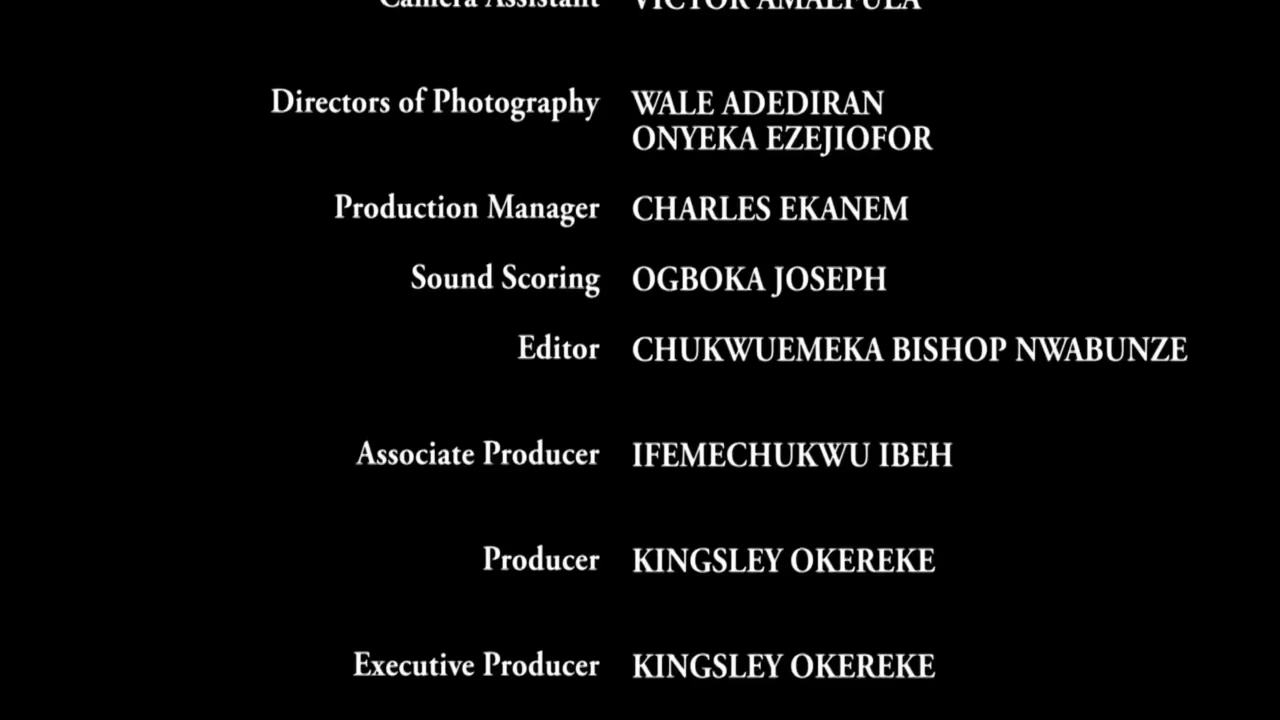 Camera Assistant VICTOR AMAEFULA
Directors of Photography WALE ADEDIRAN
ONYEKA EZEJIOFOR
Production Manager CHARLES EKANEM
Sound Scoring OGBOKA JOSEPH
Editor CHUKWUEMEKA BISHOP NWABUNZE
Associate Producer IFEMECHUKWU IBEH
Producer KINGSLEY OKEREKE
Executive Producer KINGSLEY OKEREKE